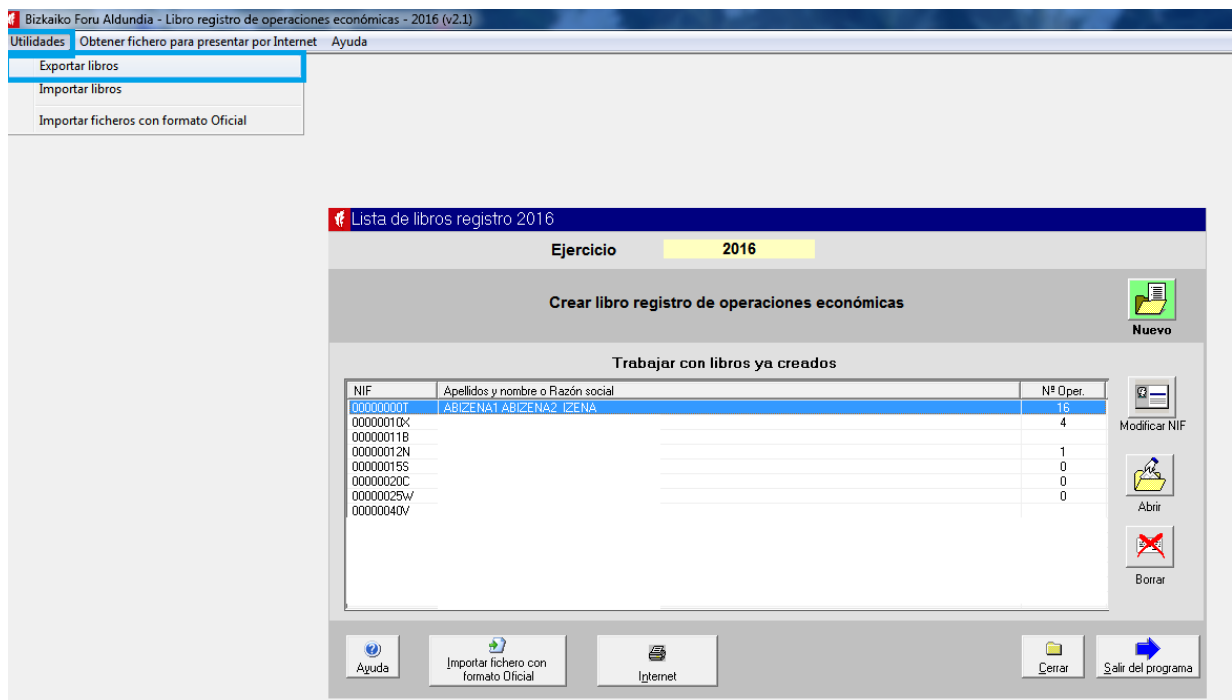 Bizkaiko Foru Aldundia - Libro registro de operaciones económicas - 2016 (v2.1)
Utilidades Obtener fichero para presentar por Internet Ayuda
Exportar libros
Importar libros
Importar ficheros con formato Oficial
Lista de libros registro 2016
Ejercicio 2016
Crear libro registro de operaciones económicas
Nuevo
Trabajar con libros ya creados
NIF Apellidos y nombre o Razón social Nº Oper.
00000000T ABIZENA1 ABIZENA2 IZENA 16
00000010X 4
00000011B
00000012N 1
00000015S 0
00000020C 0
00000025W 0
00000040V
Modificar NIF
Abrir
Borrar
Ayuda
Importar fichero con
formato Oficial
Internet
Cerrar
Salir del programa